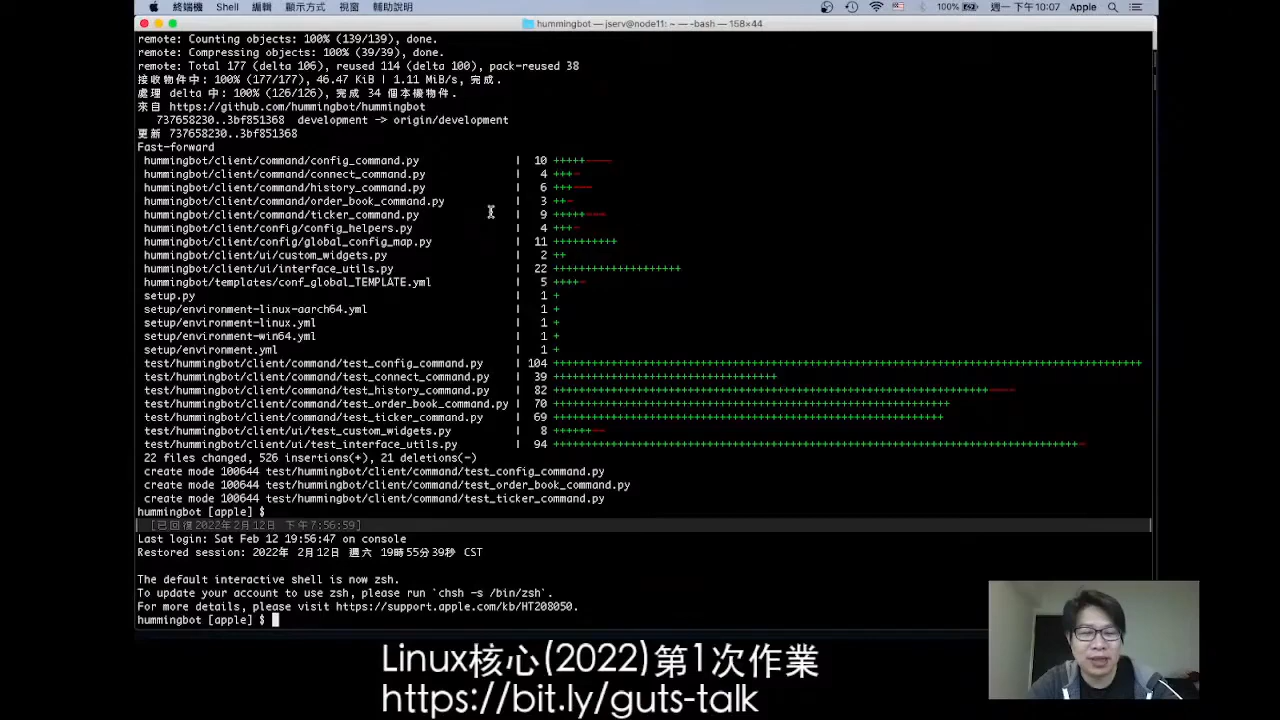 終端機 Shell 編輯 顯示方式 視窗 輔助說明 100% 週一 下午10:07 Apple
hummingbot — jserv@node11: ~ — -bash — 158×44
remote: Counting objects: 100% (139/139), done.
remote: Compressing objects: 100% (39/39), done.
remote: Total 177 (delta 106), reused 114 (delta 100), pack-reused 38
接收物件中: 100% (177/177), 46.47 KiB | 1.11 MiB/s, 完成.
處理 delta 中: 100% (126/126), 完成 34 個本機物件.
來自 https://github.com/hummingbot/hummingbot
737658230..3bf851368 development -> origin/development
更新 737658230..3bf851368
Fast-forward
hummingbot/client/command/config_command.py | 10 +++++-----
hummingbot/client/command/connect_command.py | 4 +++-
hummingbot/client/command/history_command.py | 6 +++---
hummingbot/client/command/order_book_command.py | 3 ++-
hummingbot/client/command/ticker_command.py | 9 +++++----
hummingbot/client/config/config_helpers.py | 4 +++-
hummingbot/client/config/global_config_map.py | 11 ++++++++++
hummingbot/client/ui/custom_widgets.py | 2 ++
hummingbot/client/ui/interface_utils.py | 22 ++++++++++++++++++++
hummingbot/templates/conf_global_TEMPLATE.yml | 5 ++++-
setup.py | 1 +
setup/environment-linux-aarch64.yml | 1 +
setup/environment-linux.yml | 1 +
setup/environment-win64.yml | 1 +
setup/environment.yml | 1 +
test/hummingbot/client/command/test_config_command.py | 104 ++++++++++++++++++++++++++++++++++++++++++++++++++++++++++++++++++++++++++++++++++++++++++++++
test/hummingbot/client/command/test_connect_command.py | 39 +++++++++++++++++++++++++++++++++++
test/hummingbot/client/command/test_history_command.py | 82 +++++++++++++++++++++++++++++++++++++++++++++++++++++++++++++++++++++----
test/hummingbot/client/command/test_order_book_command.py | 70 +++++++++++++++++++++++++++++++++++++++++++++++++++++++++++++++
test/hummingbot/client/command/test_ticker_command.py | 69 ++++++++++++++++++++++++++++++++++++++++++++++++++++++++++++++
test/hummingbot/client/ui/test_custom_widgets.py | 8 ++++++--
test/hummingbot/client/ui/test_interface_utils.py | 94 ++++++++++++++++++++++++++++++++++++++++++++++++++++++++++++++++++++++++++++++++++++-
22 files changed, 526 insertions(+), 21 deletions(-)
create mode 100644 test/hummingbot/client/command/test_config_command.py
create mode 100644 test/hummingbot/client/command/test_order_book_command.py
create mode 100644 test/hummingbot/client/command/test_ticker_command.py
hummingbot [apple] $
[已回復2022年2月12日 下午7:56:59]
Last login: Sat Feb 12 19:56:47 on console
Restored session: 2022年 2月12日 週六 19時55分39秒 CST
The default interactive shell is now zsh.
To update your account to use zsh, please run `chsh -s /bin/zsh`.
For more details, please visit https://support.apple.com/kb/HT208050.
hummingbot [apple] $
Linux核心(2022)第1次作業
https://bit.ly/guts-talk